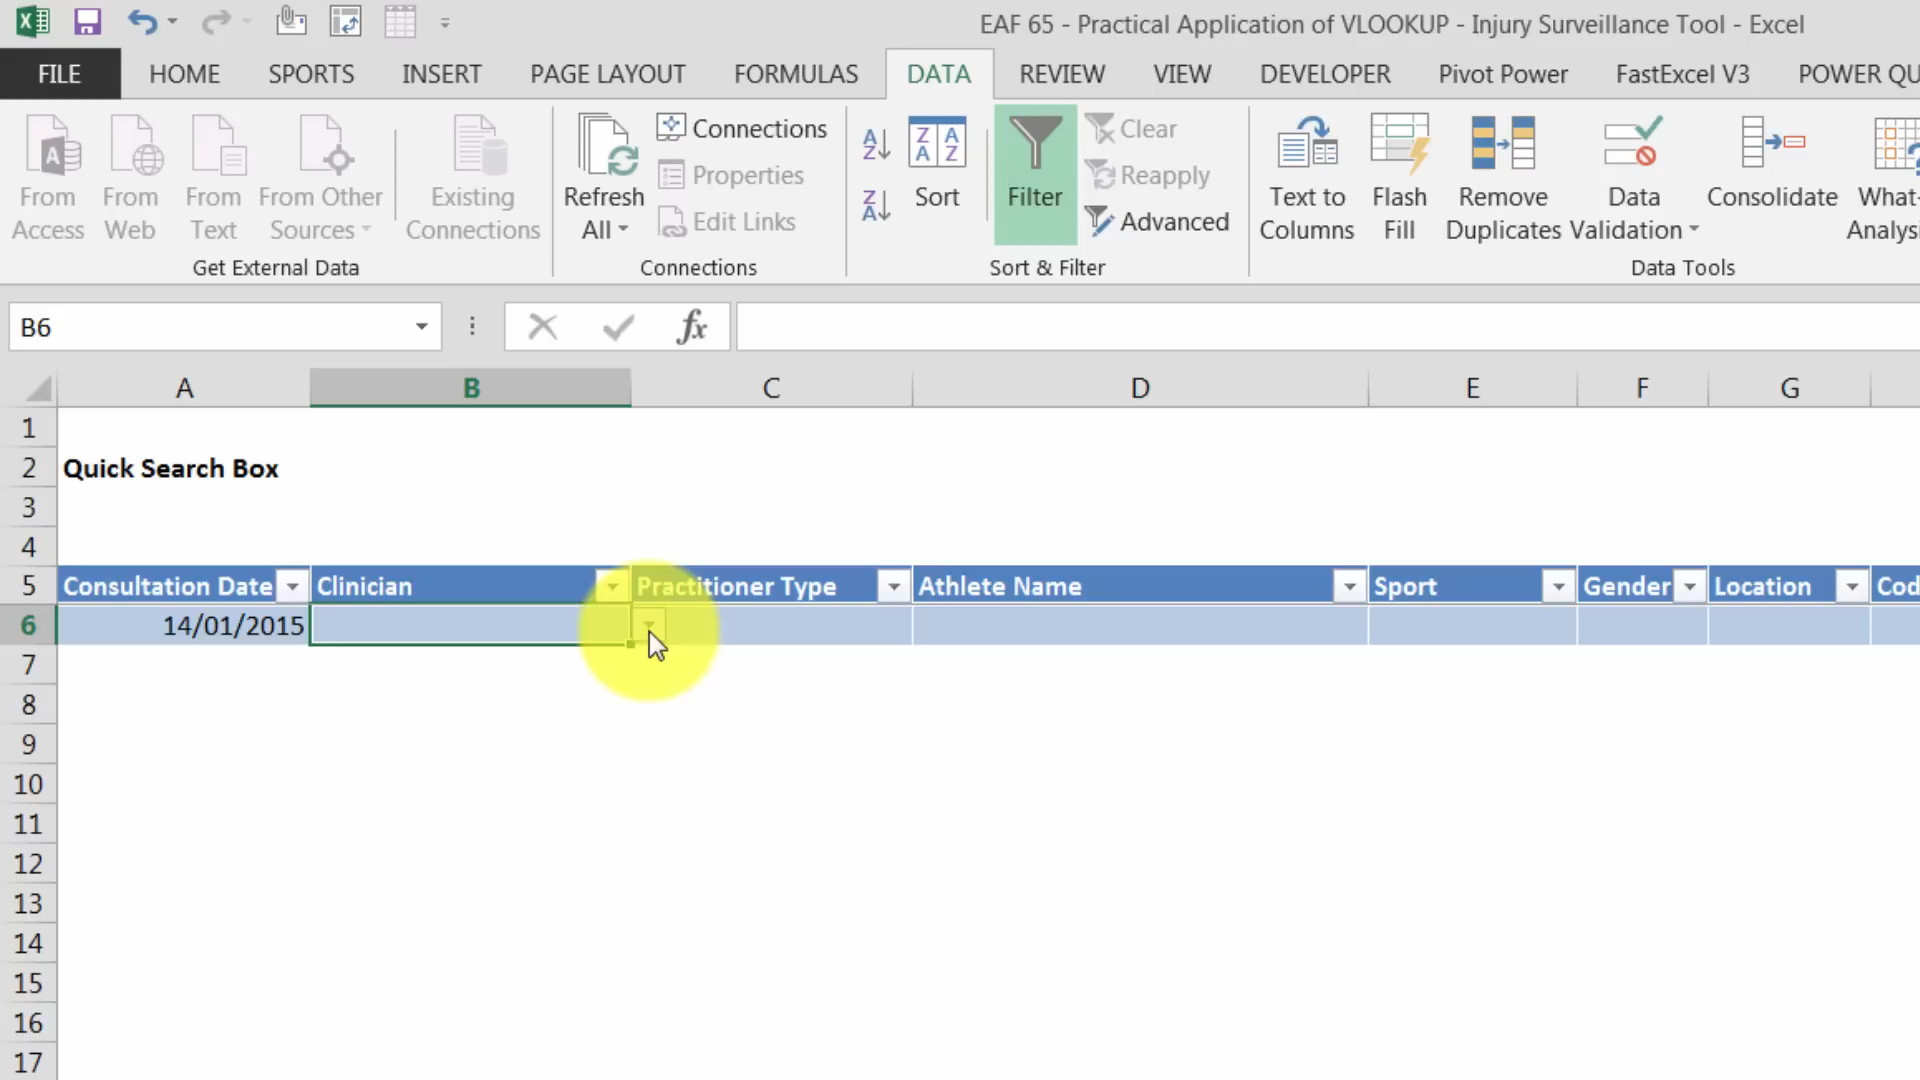 EAF 65 - Practical Application of VLOOKUP - Injury Surveillance Tool - Excel
FILE HOME SPORTS INSERT PAGE LAYOUT FORMULAS DATA REVIEW VIEW DEVELOPER Pivot Power FastExcel V3 POWER QU
From Access
From Web
From Text
From Other Sources
Existing Connections
Get External Data
Refresh All
Connections
Properties
Edit Links
Connections
Sort
Filter
Clear
Reapply
Advanced
Sort & Filter
Text to Columns
Flash Fill
Remove Duplicates
Data Validation
Consolidate
What-
Analysi
Data Tools
B6
fx
A B C D E F G
1
2 Quick Search Box
3
4
5 Consultation Date Clinician Practitioner Type Athlete Name Sport Gender Location Cod
6 14/01/2015
7
8
9
10
11
12
13
14
15
16
17